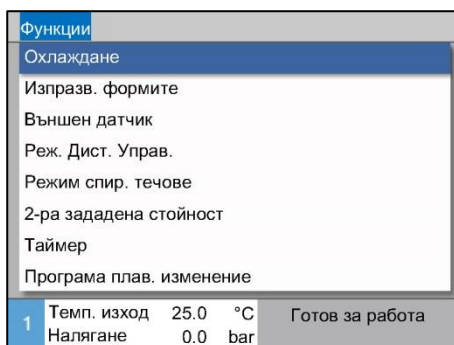 Функции
Охлаждане
Изпразв. формите
Външен датчик
Реж. Дист. Управ.
Режим спир. течове
2-ра зададена стойност
Таймер
Програма плав. изменение
1 Темп. изход 25.0 °C Готов за работа
Налягане 0.0 bar